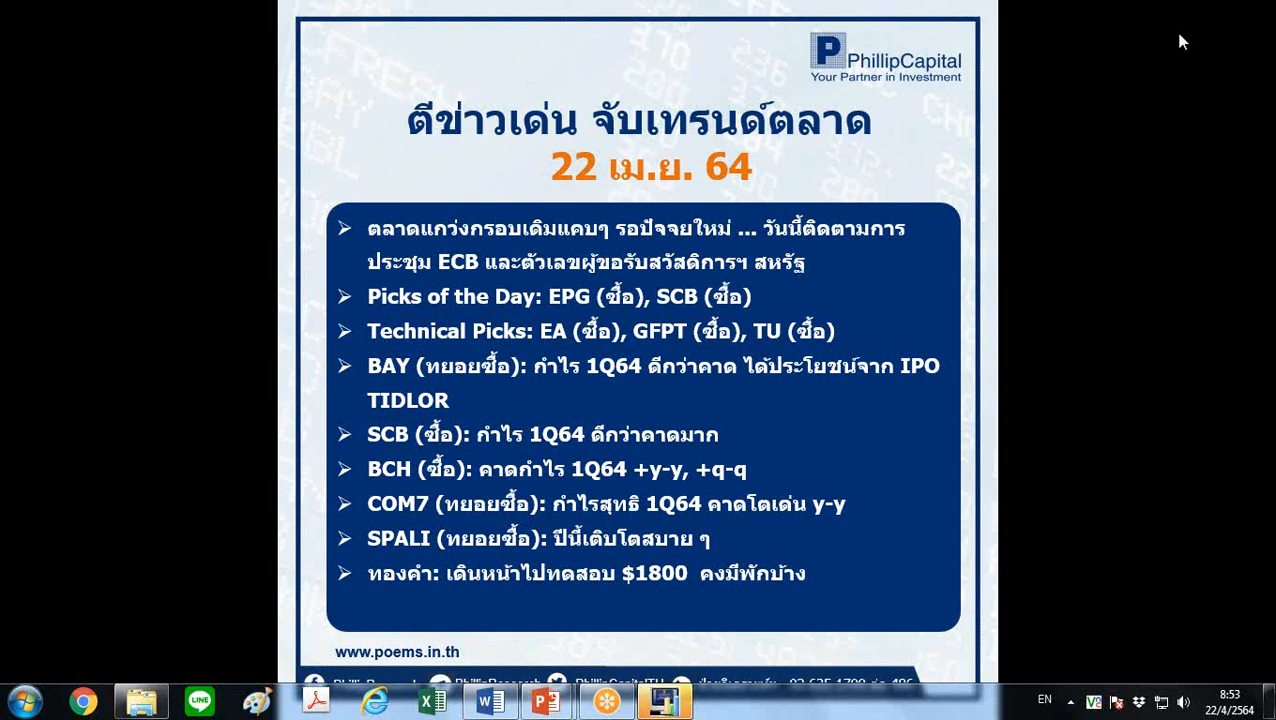 PhillipCapital
Your Partner in Investment
ตีข่าวเด่น จับเทรนด์ตลาด
22 เม.ย. 64
ตลาดแกว่งกรอบเดิมแคบๆ รอปัจจัยใหม่ ... วันนี้ติดตามการ
ประชุม ECB และตัวเลขผู้ขอรับสวัสดิการฯ สหรัฐ
Picks of the Day: EPG (ซื้อ), SCB (ซื้อ)
Technical Picks: EA (ซื้อ), GFPT (ซื้อ), TU (ซื้อ)
BAY (ทยอยซื้อ): กำไร 1Q64 ดีกว่าคาด ได้ประโยชน์จาก IPO
TIDLOR
SCB (ซื้อ): กำไร 1Q64 ดีกว่าคาดมาก
BCH (ซื้อ): คาดกำไร 1Q64 +y-y, +q-q
COM7 (ทยอยซื้อ): กำไรสุทธิ 1Q64 คาดโตเด่น y-y
SPALI (ทยอยซื้อ): ปีนี้เติบโตสบาย ๆ
ทองคำ: เดินหน้าไปทดสอบ $1800 คงมีพักบ้าง
www.poems.in.th
EN
22/4/2564